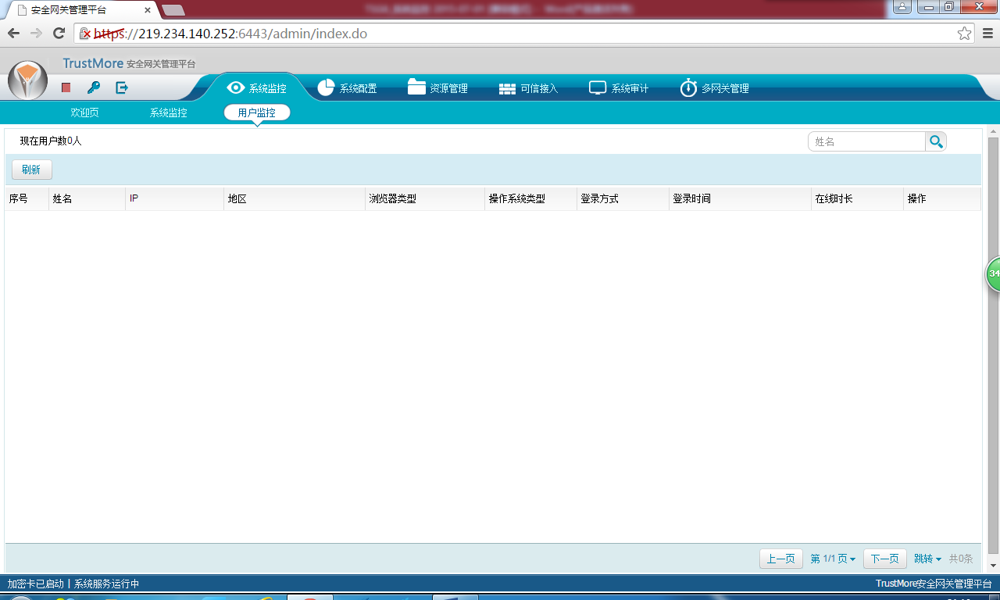 安全网关管理平台
https://219.234.140.252:6443/admin/index.do
TrustMore 安全网关管理平台
系统监控 系统配置 资源管理 可信接入 系统审计 多网关管理
欢迎页 系统监控 用户监控
现在用户数0人 姓名
刷新
序号 姓名 IP 地区 浏览器类型 操作系统类型 登录方式 登录时间 在线时长 操作
34
上一页 第 1/1 页 下一页 跳转 共0条
加密卡已启动 | 系统服务运行中 TrustMore安全网关管理平台